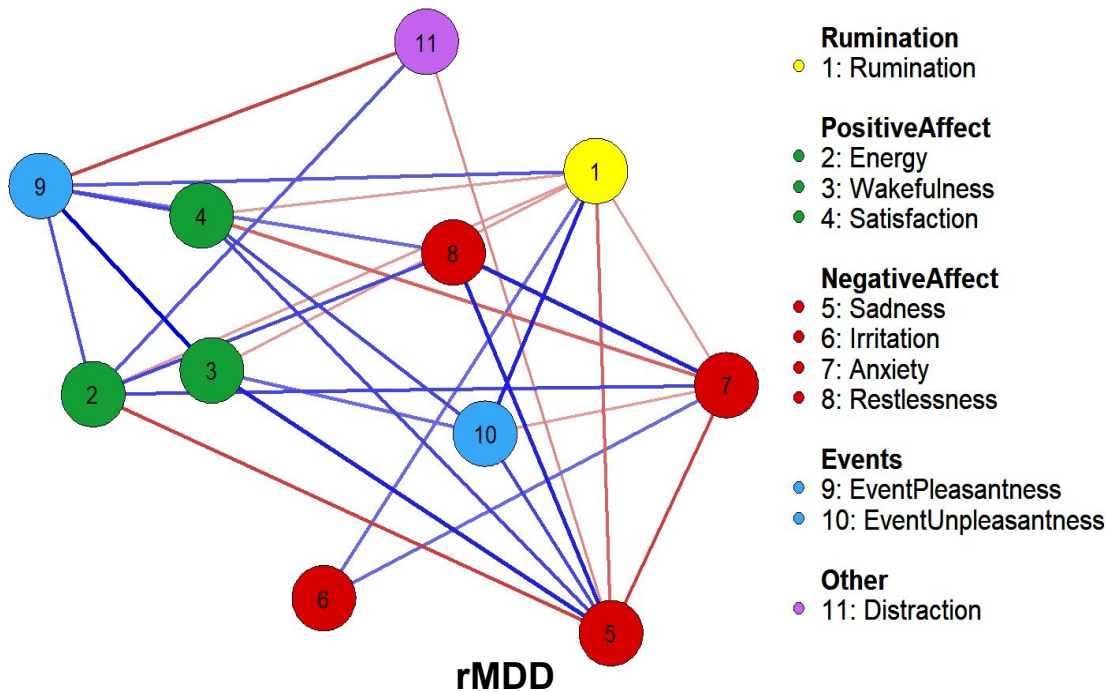 11
9
4
1
8
3
2
7
10
6
5
rMDD
Rumination
1: Rumination
PositiveAffect
2: Energy
3: Wakefulness
4: Satisfaction
NegativeAffect
5: Sadness
6: Irritation
7: Anxiety
8: Restlessness
Events
9: EventPleasantness
10: EventUnpleasantness
Other
11: Distraction